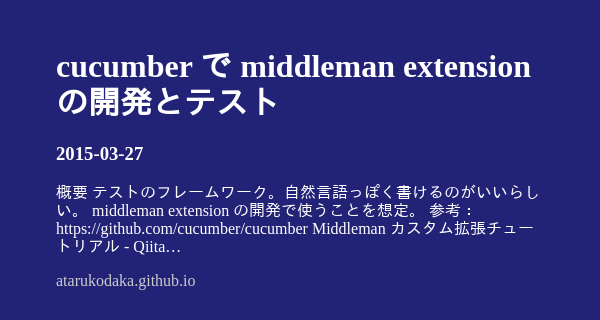 cucumber で middleman extension
の開発とテスト
2015-03-27
概要 テストのフレームワーク。自然言語っぽく書けるのがいいらし
い。 middleman extension の開発で使うことを想定。 参考：
https://github.com/cucumber/cucumber Middleman カスタム拡張チュー
トリアル - Qiita…
atarukodaka.github.io